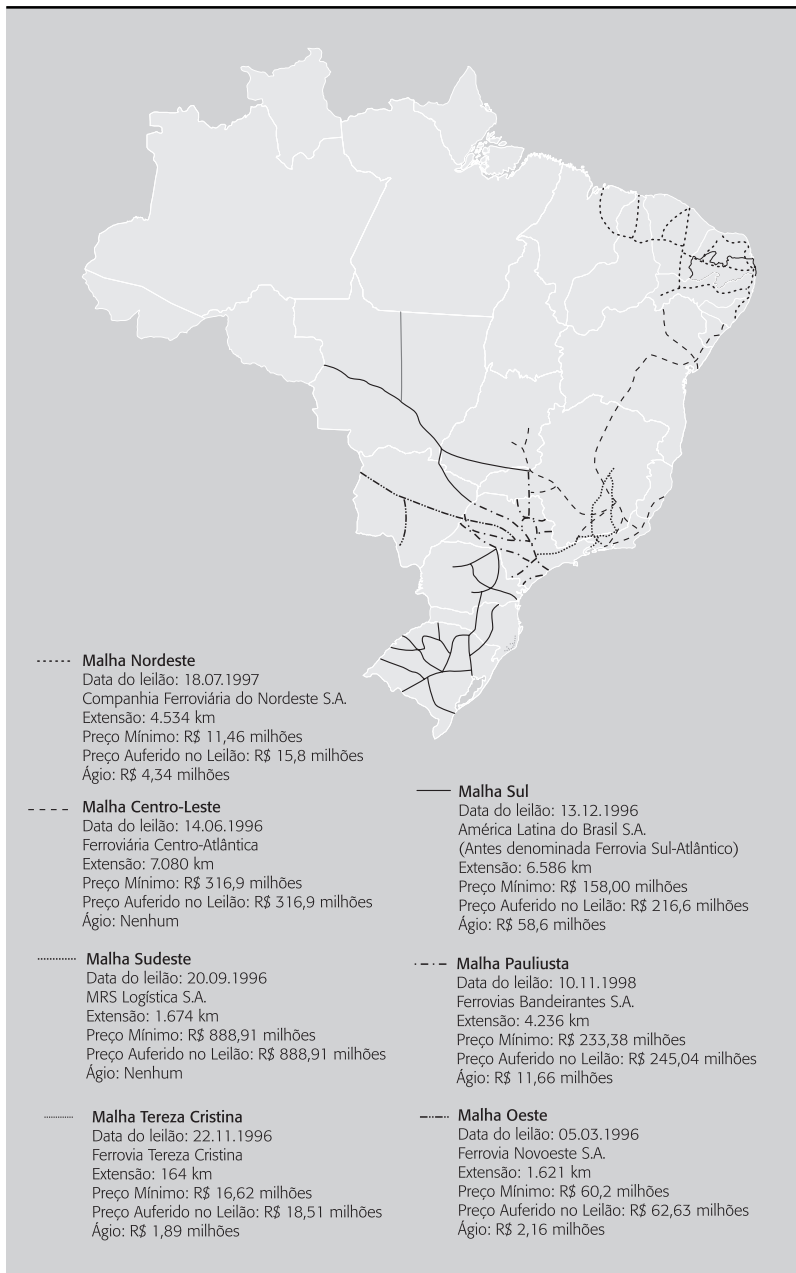 Malha Nordeste
Data do leilão: 18.07.1997
Companhia Ferroviária do Nordeste S.A.
Extensão: 4.534 km
Preço Mínimo: R$ 11,46 milhões
Preço Auferido no Leilão: R$ 15,8 milhões
Ágio: R$ 4,34 milhões
Malha Centro-Leste
Data do leilão: 14.06.1996
Ferroviária Centro-Atlântica
Extensão: 7.080 km
Preço Mínimo: R$ 316,9 milhões
Preço Auferido no Leilão: R$ 316,9 milhões
Ágio: Nenhum
Malha Sudeste
Data do leilão: 20.09.1996
MRS Logística S.A.
Extensão: 1.674 km
Preço Mínimo: R$ 888,91 milhões
Preço Auferido no Leilão: R$ 888,91 milhões
Ágio: Nenhum
Malha Tereza Cristina
Data do leilão: 22.11.1996
Ferrovia Tereza Cristina
Extensão: 164 km
Preço Mínimo: R$ 16,62 milhões
Preço Auferido no Leilão: R$ 18,51 milhões
Ágio: R$ 1,89 milhões
Malha Sul
Data do leilão: 13.12.1996
América Latina do Brasil S.A.
(Antes denominada Ferrovia Sul-Atlântico)
Extensão: 6.586 km
Preço Mínimo: R$ 158,00 milhões
Preço Auferido no Leilão: R$ 216,6 milhões
Ágio: R$ 58,6 milhões
Malha Pauliusta
Data do leilão: 10.11.1998
Ferrovias Bandeirantes S.A.
Extensão: 4.236 km
Preço Mínimo: R$ 233,38 milhões
Preço Auferido no Leilão: R$ 245,04 milhões
Ágio: R$ 11,66 milhões
Malha Oeste
Data do leilão: 05.03.1996
Ferrovia Novoeste S.A.
Extensão: 1.621 km
Preço Mínimo: R$ 60,2 milhões
Preço Auferido no Leilão: R$ 62,63 milhões
Ágio: R$ 2,16 milhões